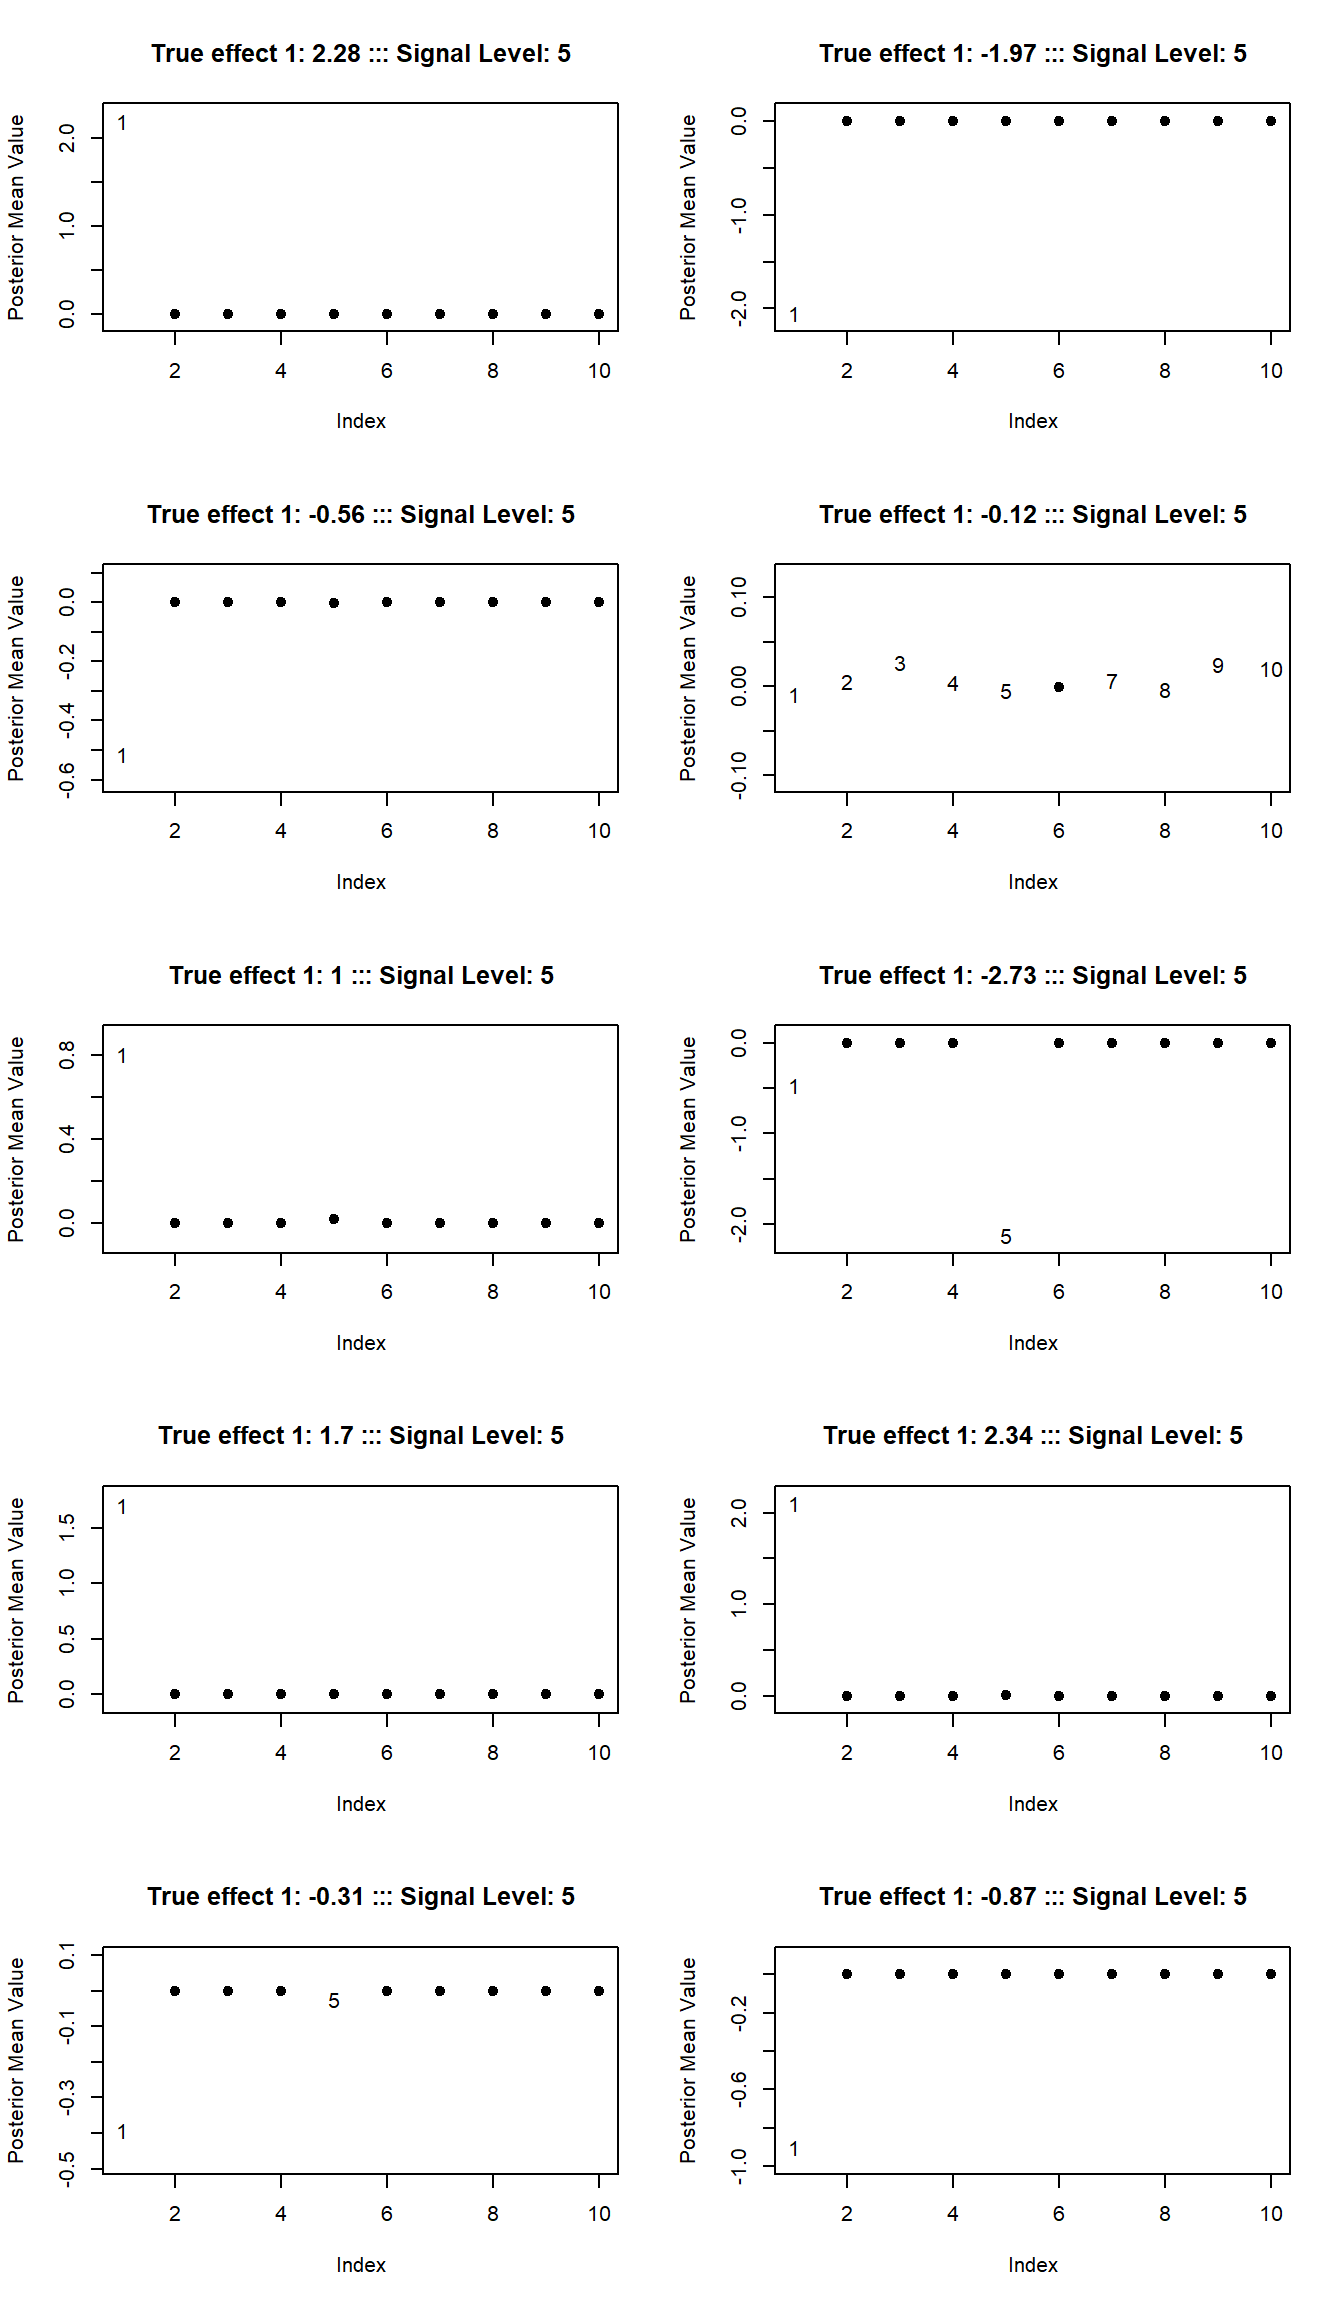 True effect 1: 2.28 ::: Signal Level: 5
Posterior Mean Value
2.0
1.0
0.0
1
2 4 6 8 10
Index
True effect 1: -1.97 ::: Signal Level: 5
Posterior Mean Value
0.0
-1.0
-2.0
1
2 4 6 8 10
Index
True effect 1: -0.56 ::: Signal Level: 5
Posterior Mean Value
0.0
-0.2
-0.4
-0.6
1
2 4 6 8 10
Index
True effect 1: -0.12 ::: Signal Level: 5
Posterior Mean Value
0.10
0.00
-0.10
1 2 3 4 5 7 8 9 10
2 4 6 8 10
Index
True effect 1: 1 ::: Signal Level: 5
Posterior Mean Value
0.8
0.4
0.0
1
2 4 6 8 10
Index
True effect 1: -2.73 ::: Signal Level: 5
Posterior Mean Value
0.0
-1.0
-2.0
1
5
2 4 6 8 10
Index
True effect 1: 1.7 ::: Signal Level: 5
Posterior Mean Value
1.5
1.0
0.5
0.0
1
2 4 6 8 10
Index
True effect 1: 2.34 ::: Signal Level: 5
Posterior Mean Value
2.0
1.0
0.0
1
2 4 6 8 10
Index
True effect 1: -0.31 ::: Signal Level: 5
Posterior Mean Value
0.1
-0.1
-0.3
-0.5
5
1
2 4 6 8 10
Index
True effect 1: -0.87 ::: Signal Level: 5
Posterior Mean Value
-0.2
-0.6
-1.0
1
2 4 6 8 10
Index